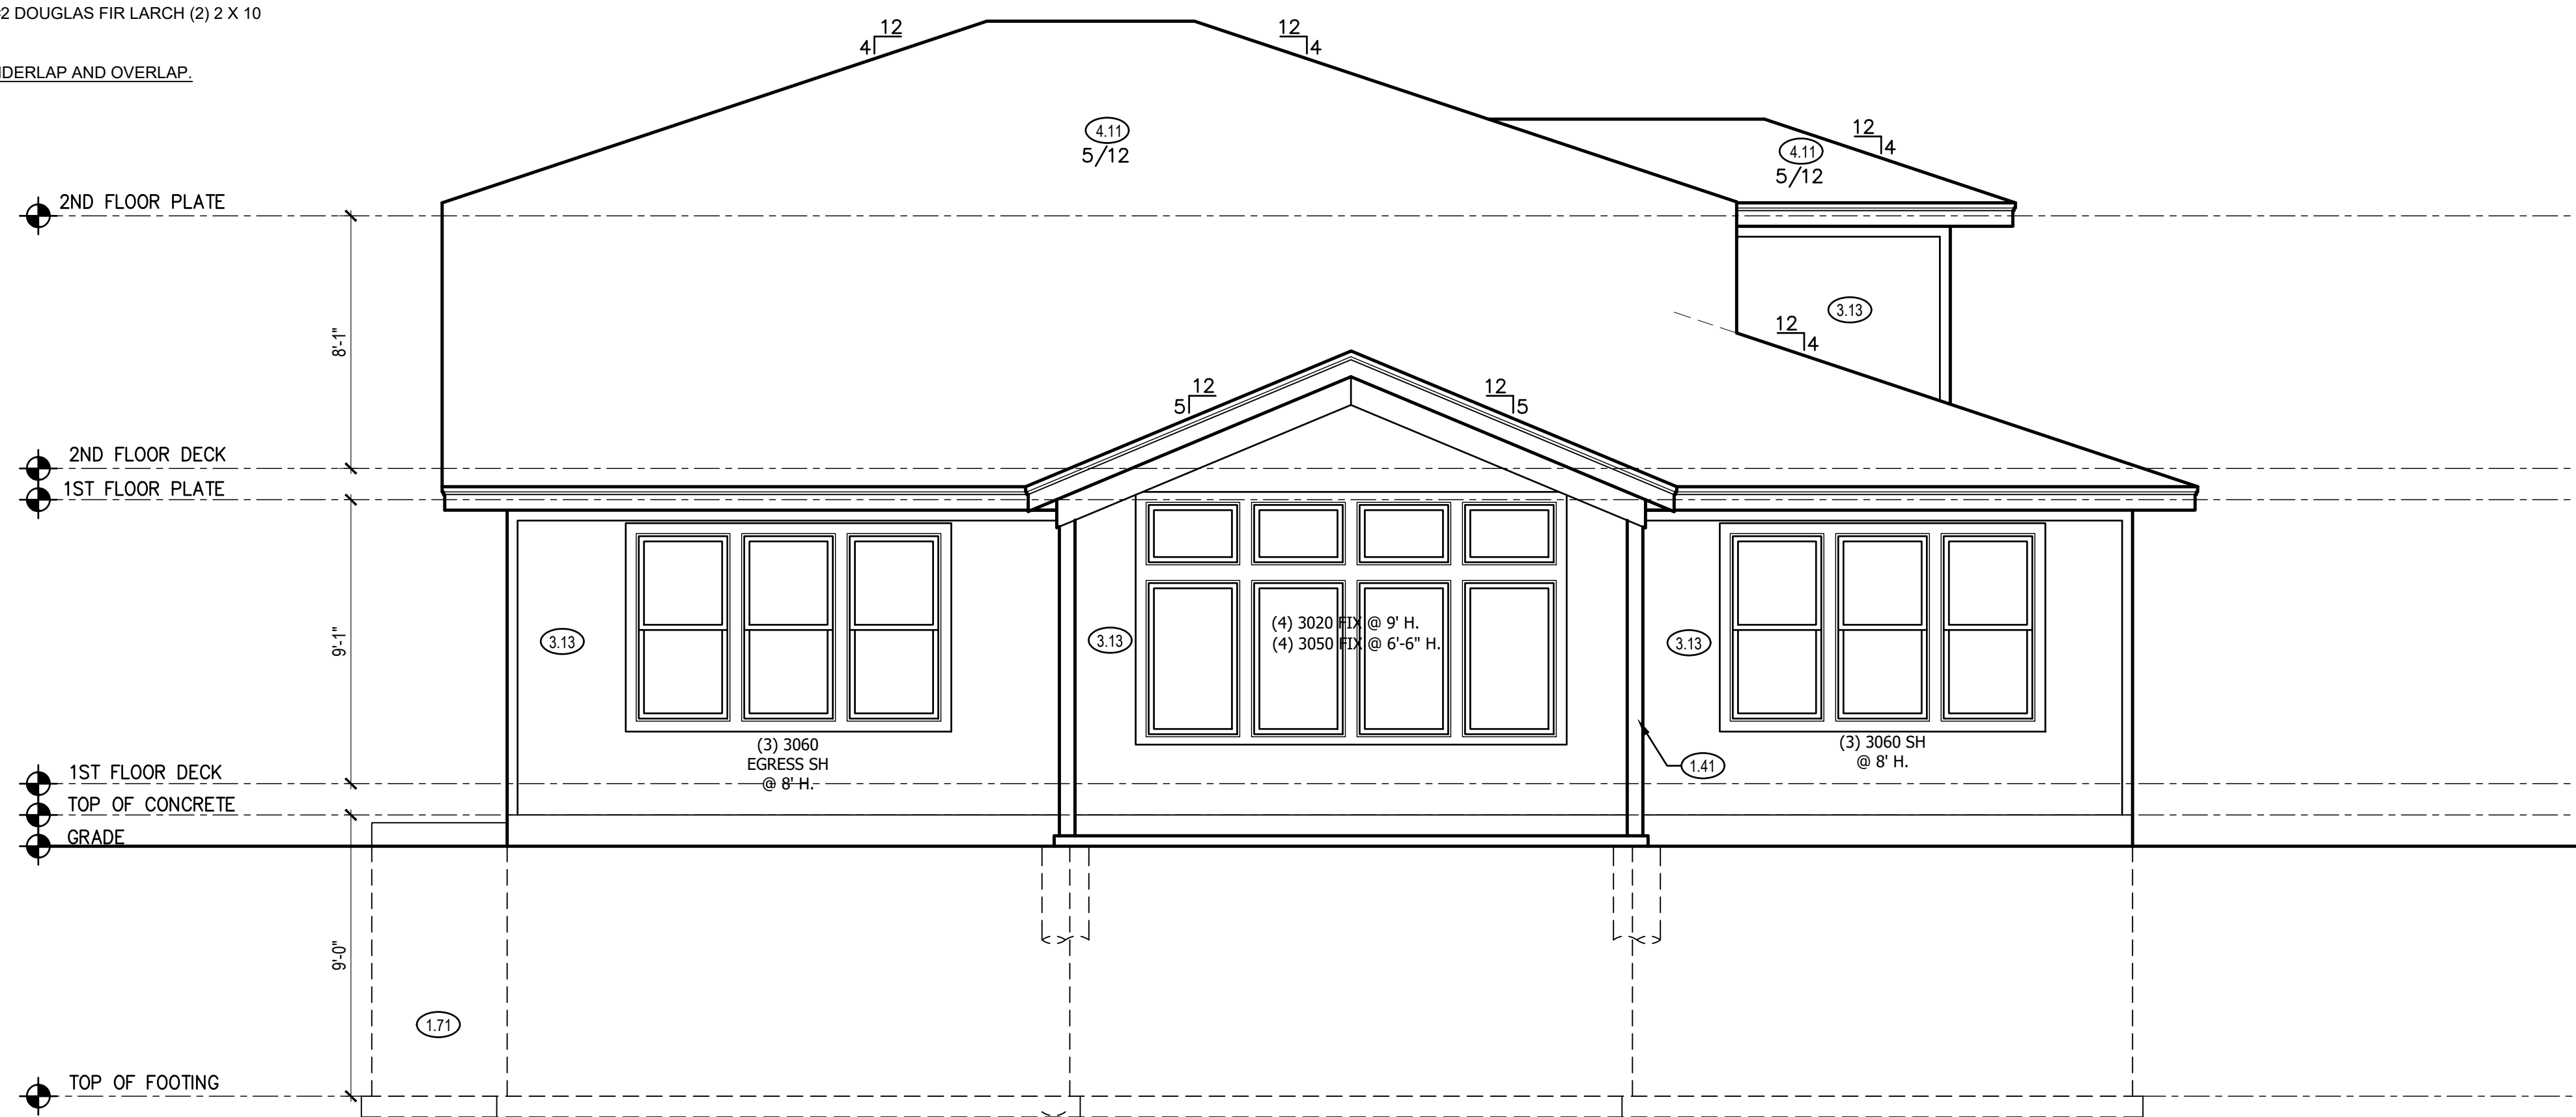 2 DOUGLAS FIR LARCH (2) 2 X 10
DERLAP AND OVERLAP.
12
4
12
4
4.11
5/12
12
4
4.11
5/12
2ND FLOOR PLATE
3.13
12
4
8'-1"
12
5
12
5
2ND FLOOR DECK
1ST FLOOR PLATE
9'-1"
3.13
3.13
(4) 3020 FIX @ 9' H.
(4) 3050 FIX @ 6'-6" H.
3.13
(3) 3060
EGRESS SH
@ 8' H.
(3) 3060 SH
@ 8' H.
1.41
1ST FLOOR DECK
TOP OF CONCRETE
GRADE
9'-0"
1.71
TOP OF FOOTING